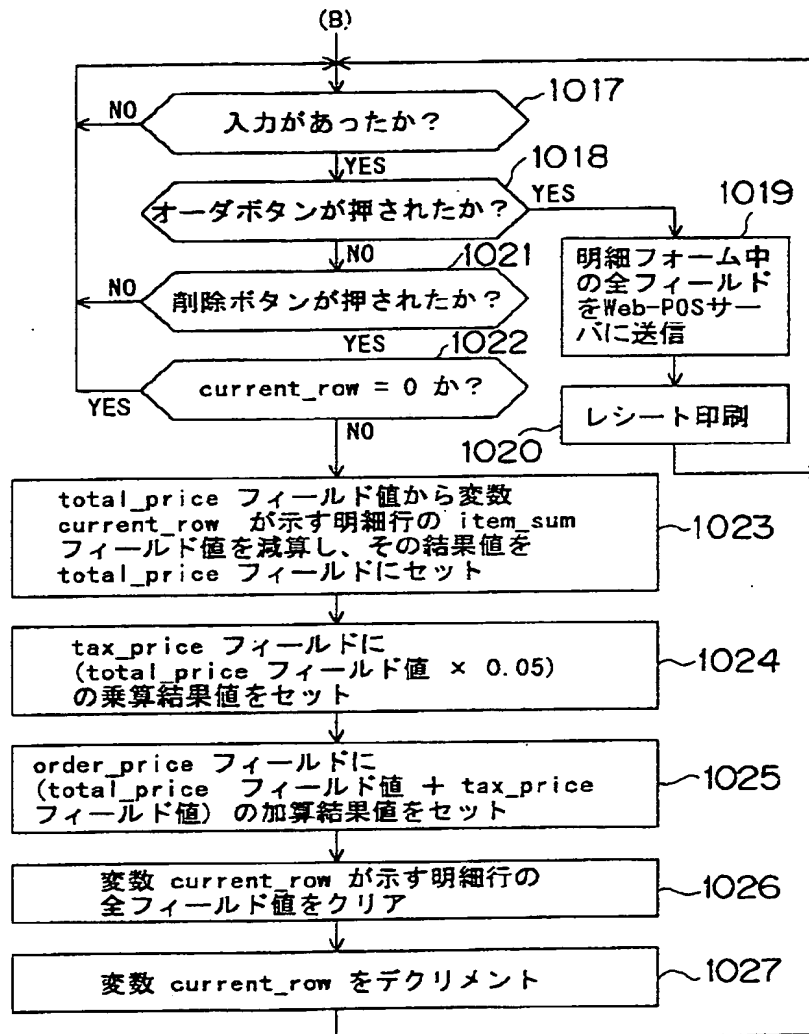 (B)
1017
NO
入力があったか?
YES
1018
オーダボタンが押されたか?
YES
1019
明細フォーム中
の全フィールド
をWeb-POSサー
バに送信
NO
1021
NO
削除ボタンが押されたか?
YES
1022
current_row = 0 か?
YES
NO
1020
レシート印刷
total_price フィールド値から変数
current_row が示す明細行の item_sum
フィールド値を減算し、その結果値を
total_price フィールドにセット
1023
tax_price フィールドに
(total_price フィールド値 × 0.05)
の乗算結果値をセット
1024
order_price フィールドに
(total_price フィールド値 + tax_price
フィールド値) の加算結果値をセット
1025
変数 current_row が示す明細行の
全フィールド値をクリア
1026
変数 current_row をデクリメント
1027